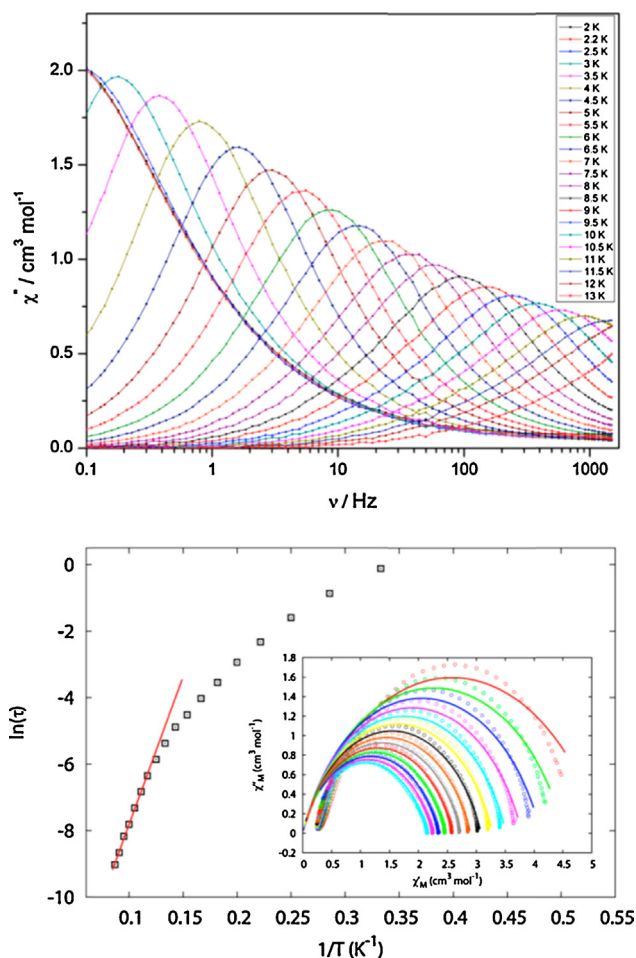 2.0
1.5
1.0
0.5
0.0
χ" / cm³ mol⁻¹
0.1
1
10
100
1000
ν / Hz
2 K
2.2 K
2.5 K
3 K
3.5 K
4 K
4.5 K
5 K
5.5 K
6 K
6.5 K
7 K
7.5 K
8 K
8.5 K
9 K
9.5 K
10 K
10.5 K
11 K
11.5 K
12 K
13 K
0
-2
-4
-6
-8
-10
ln(τ)
0.1
0.15
0.2
0.25
0.3
0.35
0.4
0.45
0.5
0.55
1/T (K⁻¹)
1.8
1.6
1.4
1.2
1
0.8
0.6
0.4
0.2
0
-0.2
χ"M (cm³ mol⁻¹)
0
0.5
1
1.5
2
2.5
3
3.5
4
4.5
5
χ'M (cm³ mol⁻¹)